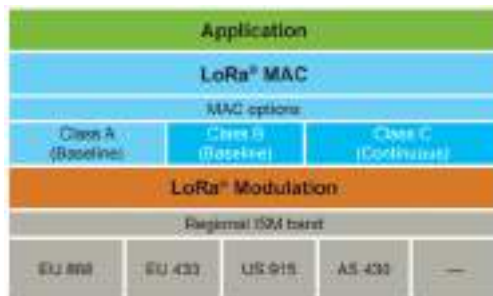 Application
LoRa® MAC
MAC options
Class A
(Baseline)
Class B
(Baseline)
Class C
(Continuous)
LoRa® Modulation
Regional ISM band
EU 868
EU 433
US 915
AS 430
—